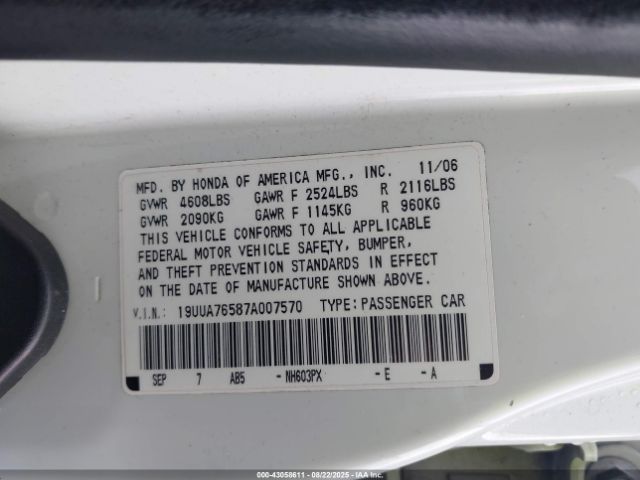 MFD. BY HONDA OF AMERICA MFG., INC. 11/06
GVWR 4608LBS GAWR F 2524LBS R 2116LBS
GVWR 2090KG GAWR F 1145KG R 960KG
THIS VEHICLE CONFORMS TO ALL APPLICABLE
FEDERAL MOTOR VEHICLE SAFETY, BUMPER,
AND THEFT PREVENTION STANDARDS IN EFFECT
ON THE DATE OF MANUFACTURE SHOWN ABOVE.
V.I.N.: 19UUA76587A007570 TYPE: PASSENGER CAR
SEP 7 AB5 -NH603PX -E -A
000-43058611 - 08/22/2025 - IAAI.COM